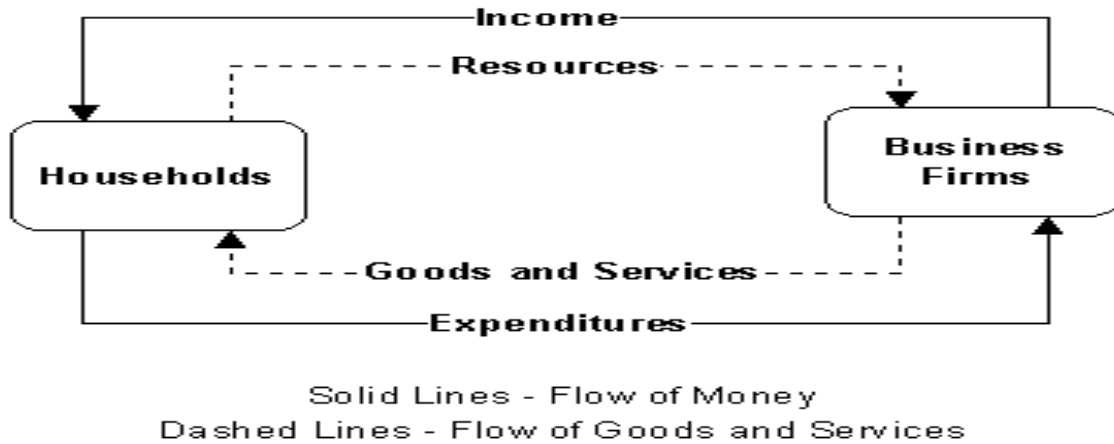 Income
Resources
Households
Business
Firms
Goods and Services
Expenditures
Solid Lines - Flow of Money
Dashed Lines - Flow of Goods and Services